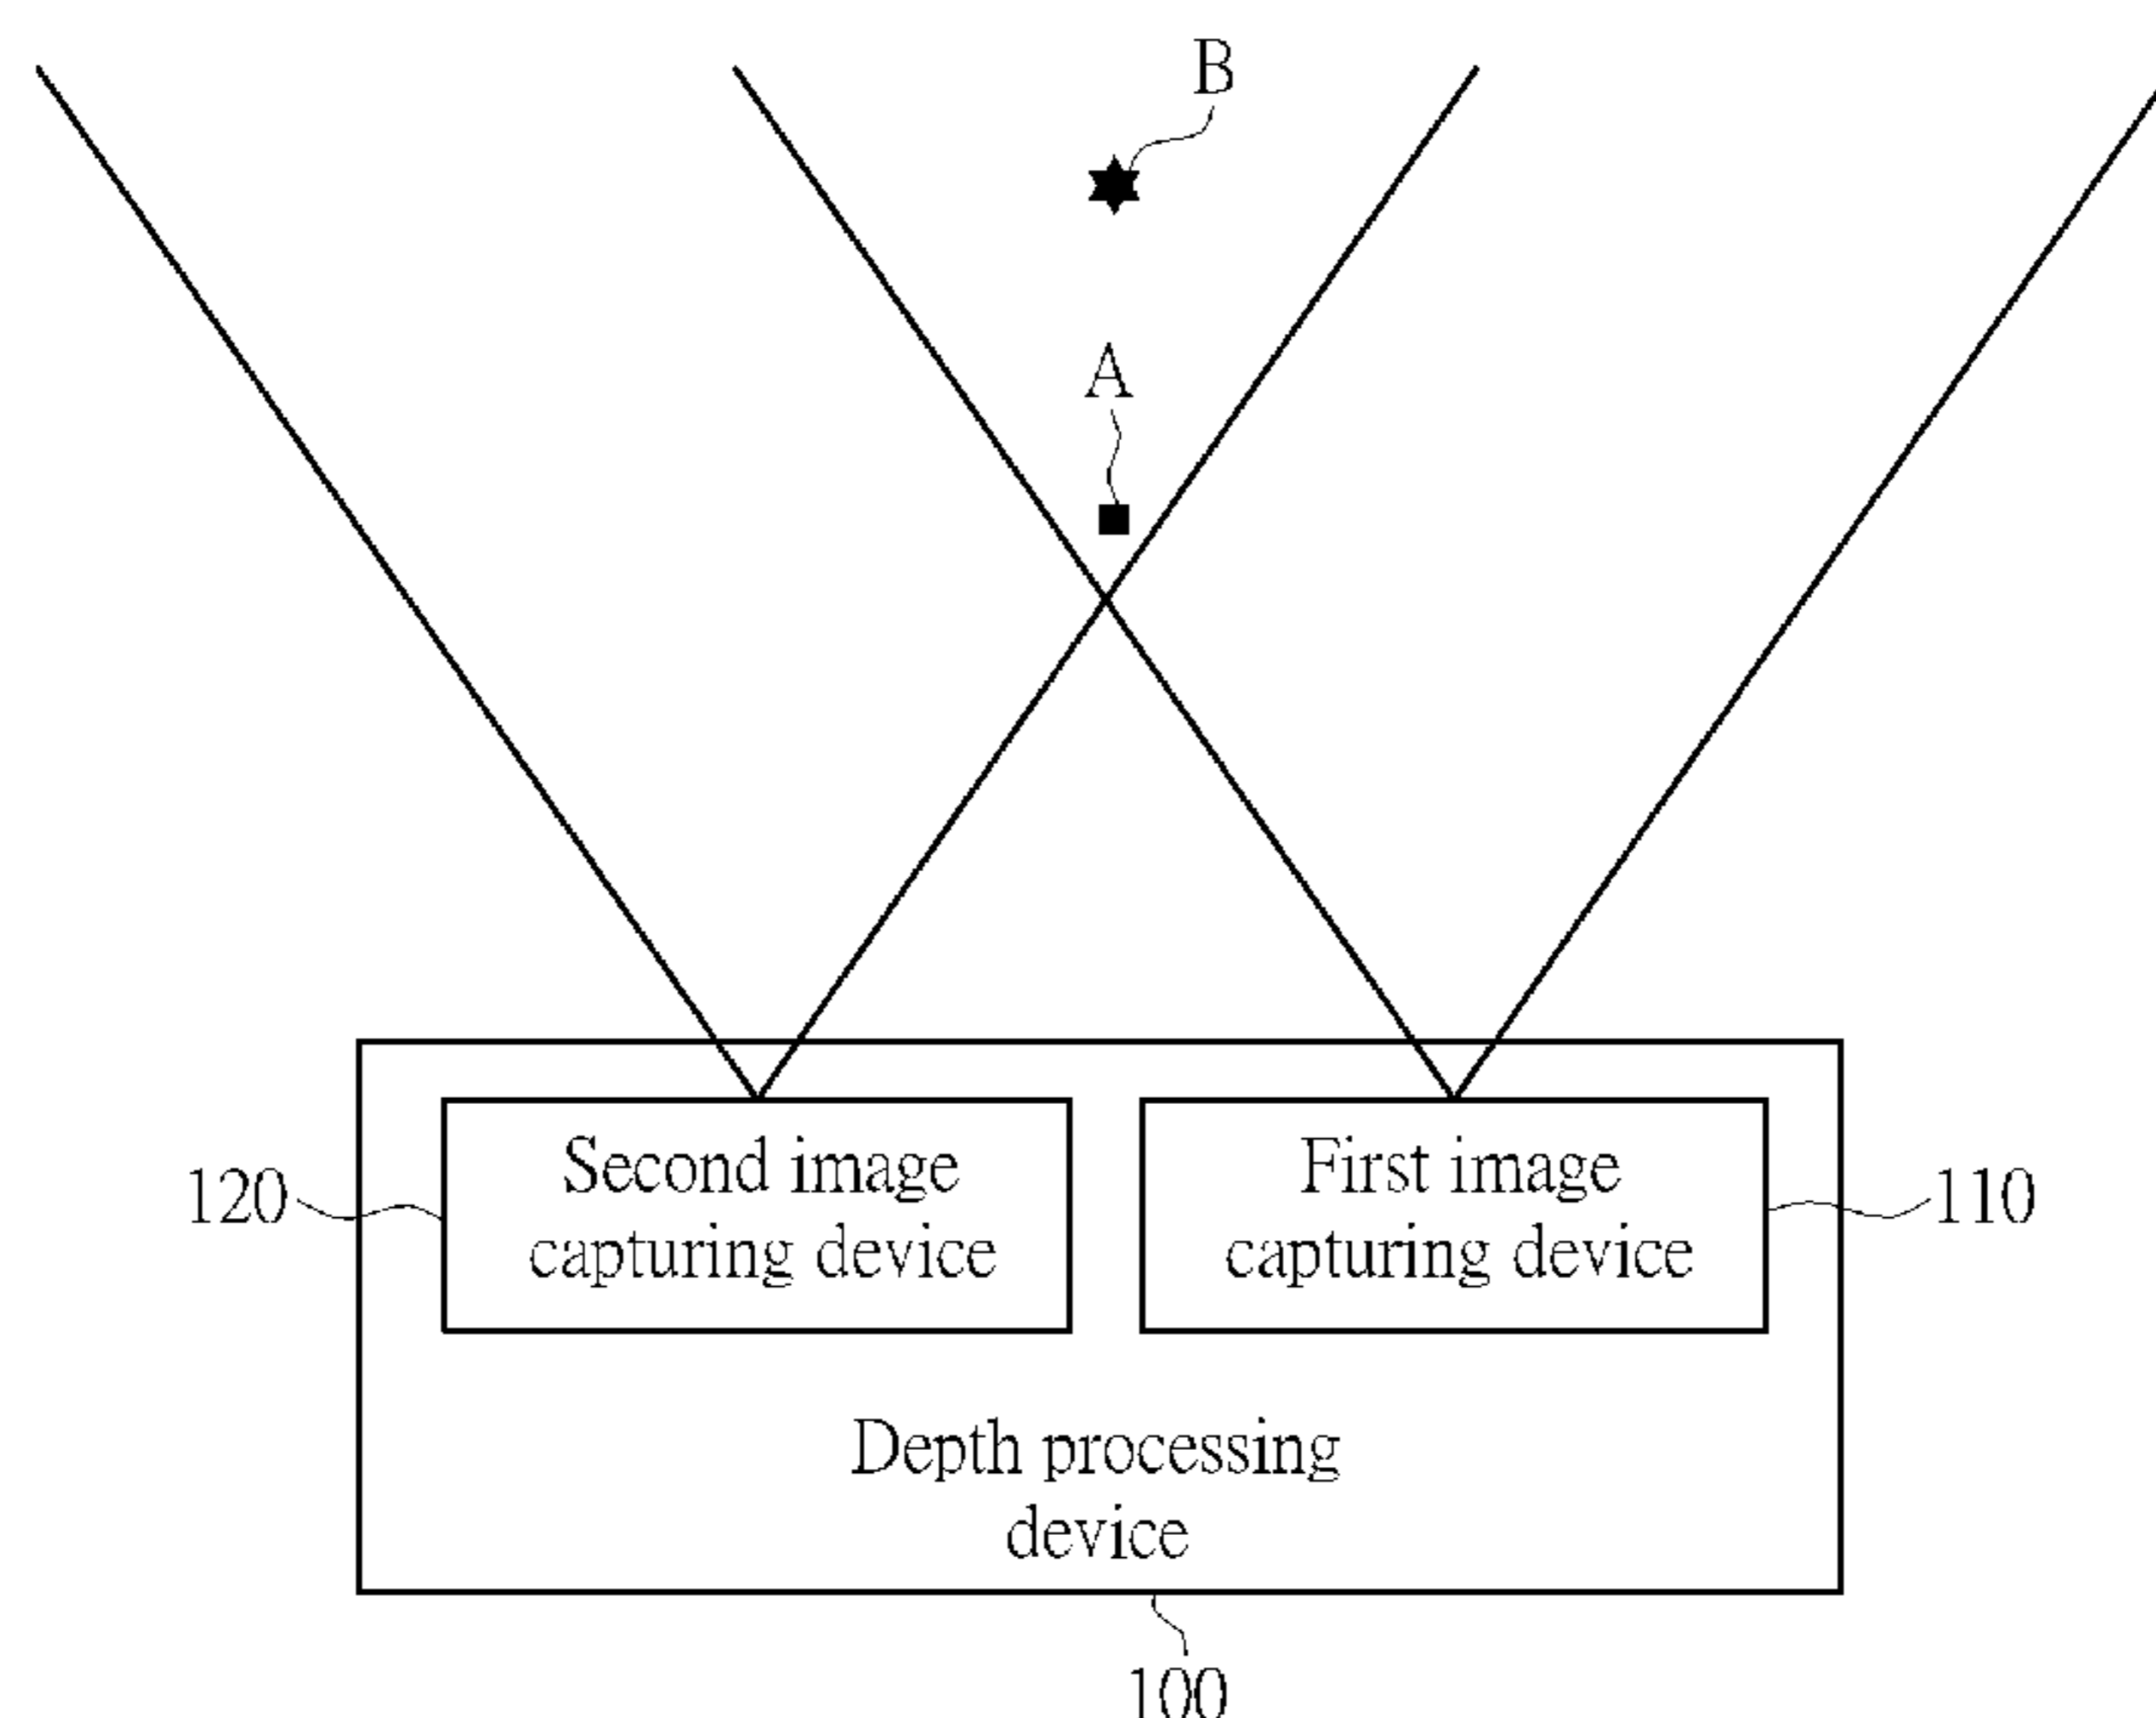 B
A
Second image
capturing device
First image
capturing device
120
110
Depth processing
device
100